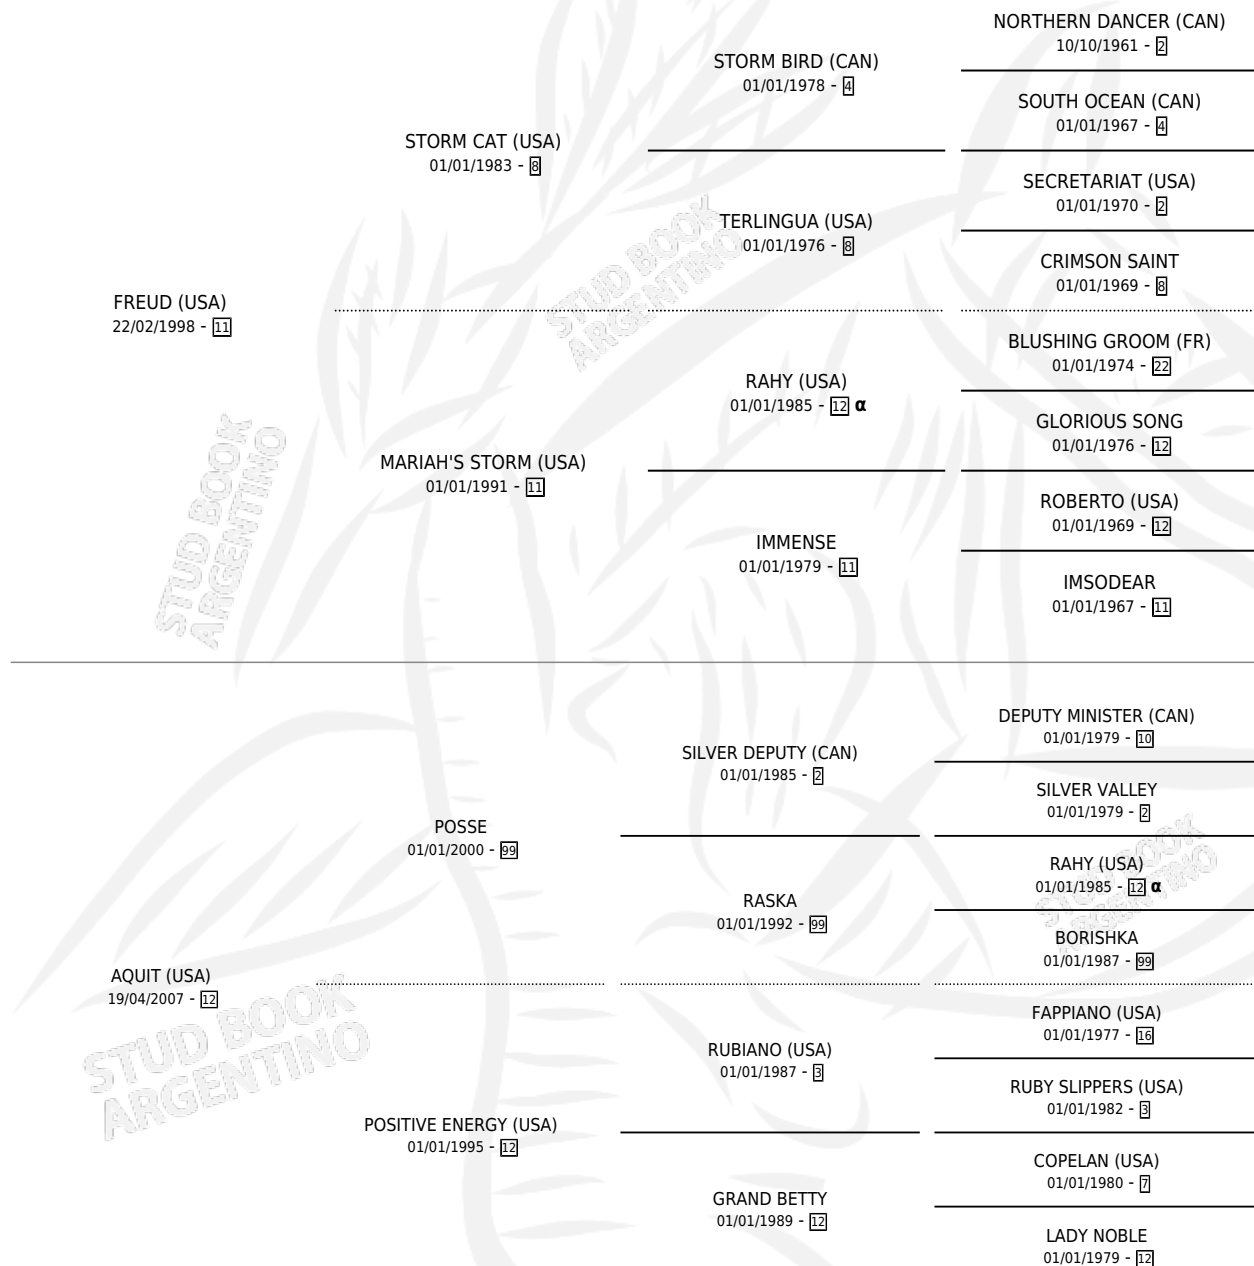 NORTHERN DANCER (CAN)
10/10/1961 - 2
STORM BIRD (CAN)
01/01/1978 - 4
SOUTH OCEAN (CAN)
01/01/1967 - 4
STORM CAT (USA)
01/01/1983 - 8
SECRETARIAT (USA)
01/01/1970 - 2
TERLINGUA (USA)
01/01/1976 - 8
CRIMSON SAINT
01/01/1969 - 8
FREUD (USA)
22/02/1998 - 11
BLUSHING GROOM (FR)
01/01/1974 - 22
RAHY (USA)
01/01/1985 - 12 α
GLORIOUS SONG
01/01/1976 - 12
MARIAH'S STORM (USA)
01/01/1991 - 11
ROBERTO (USA)
01/01/1969 - 12
IMMENSE
01/01/1979 - 11
IMSODEAR
01/01/1967 - 11
DEPUTY MINISTER (CAN)
01/01/1979 - 10
SILVER DEPUTY (CAN)
01/01/1985 - 2
SILVER VALLEY
01/01/1979 - 2
POSSE
01/01/2000 - 99
RAHY (USA)
01/01/1985 - 12 α
RASKA
01/01/1992 - 99
BORISHKA
01/01/1987 - 99
AQUIT (USA)
19/04/2007 - 12
FAPPIANO (USA)
01/01/1977 - 16
RUBIANO (USA)
01/01/1987 - 3
RUBY SLIPPERS (USA)
01/01/1982 - 3
POSITIVE ENERGY (USA)
01/01/1995 - 12
COPELAN (USA)
01/01/1980 - 7
GRAND BETTY
01/01/1989 - 12
LADY NOBLE
01/01/1979 - 12
STUD BOOK
ARGENTINO
STUD BOOK
ARGENTINO
STUD BOOK
ARGENTINO
STUD BOOK
ARGENTINO